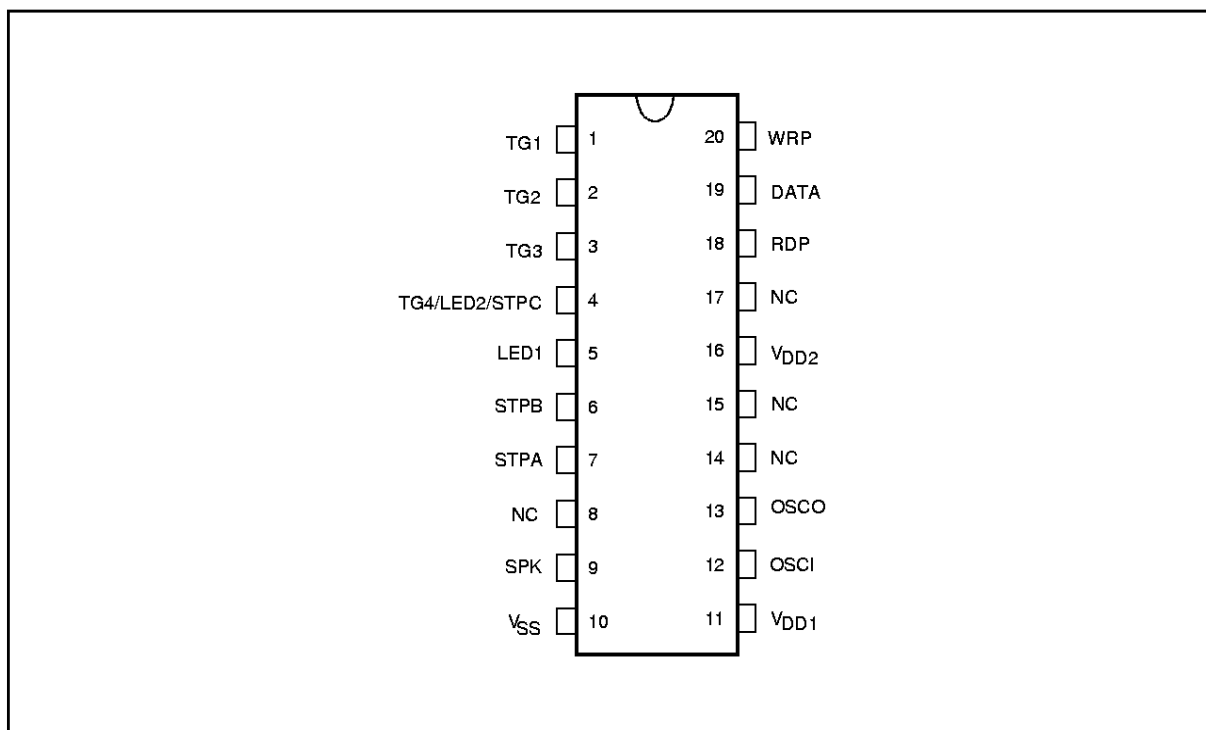 TG1 1 20 WRP
TG2 2 19 DATA
TG3 3 18 RDP
TG4/LED2/STPC 4 17 NC
LED1 5 16 VDD2
STPB 6 15 NC
STPA 7 14 NC
NC 8 13 OSCO
SPK 9 12 OSCI
VSS 10 11 VDD1